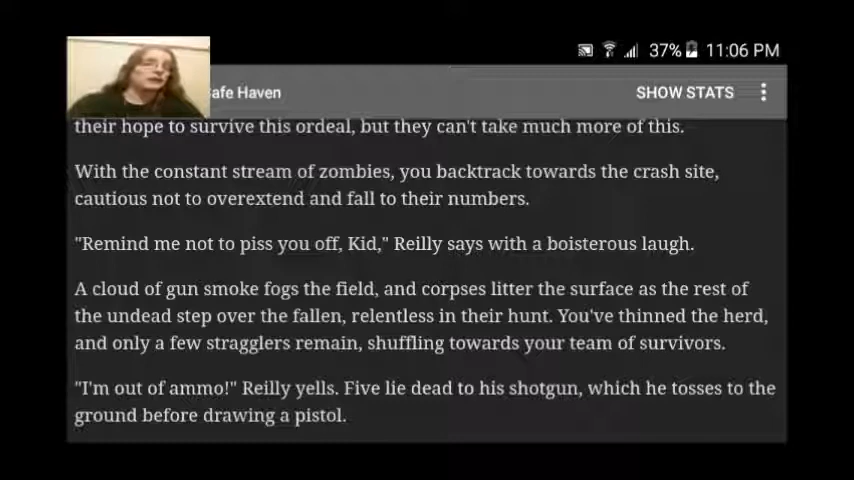 37% 11:06 PM
afe Haven SHOW STATS
their hope to survive this ordeal, but they can't take much more of this.
With the constant stream of zombies, you backtrack towards the crash site,
cautious not to overextend and fall to their numbers.
"Remind me not to piss you off, Kid," Reilly says with a boisterous laugh.
A cloud of gun smoke fogs the field, and corpses litter the surface as the rest of
the undead step over the fallen, relentless in their hunt. You've thinned the herd,
and only a few stragglers remain, shuffling towards your team of survivors.
"I'm out of ammo!" Reilly yells. Five lie dead to his shotgun, which he tosses to the
ground before drawing a pistol.